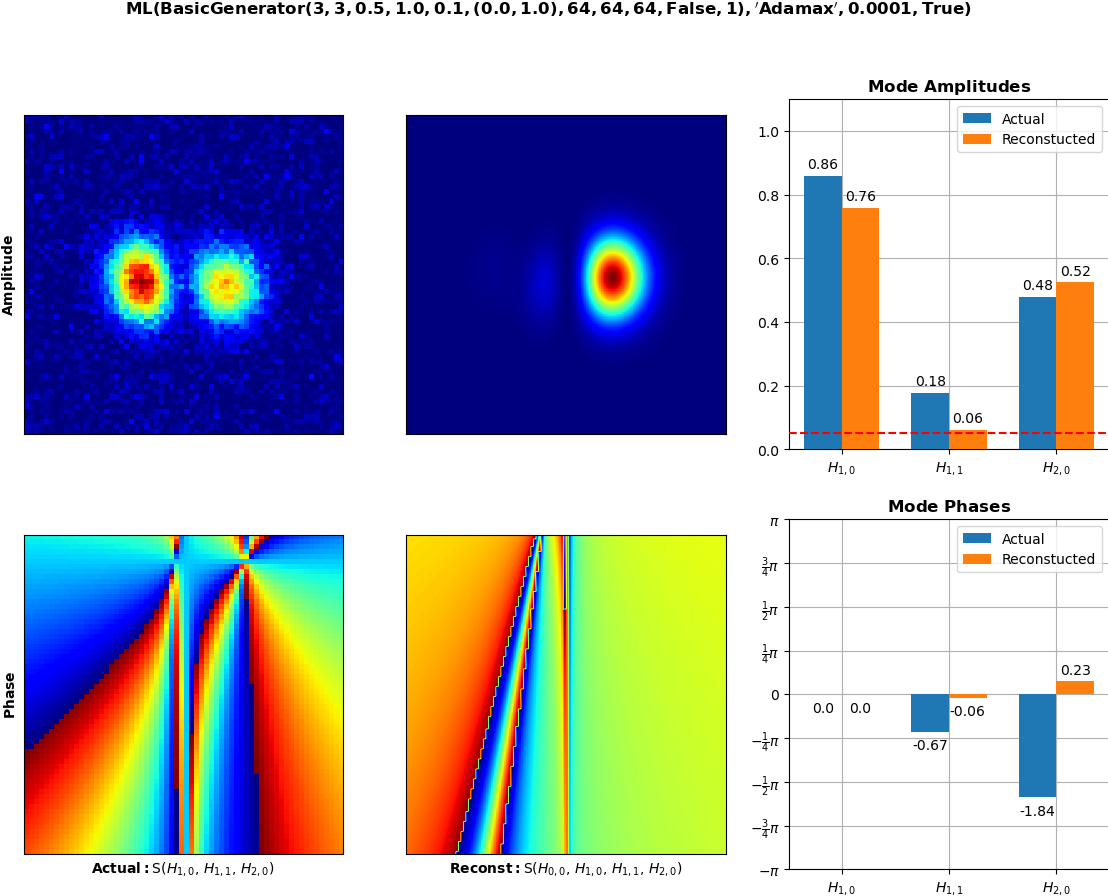 ML(BasicGenerator(3, 3, 0.5, 1.0, 0.1, (0.0, 1.0), 64, 64, 64, False, 1), ′Adamax′, 0.0001, True)
Amplitude
Mode Amplitudes
Actual
Reconstucted
1.0
0.8
0.6
0.4
0.2
0.0
0.86
0.76
0.18
0.06
0.48
0.52
H1,0
H1,1
H2,0
Phase
Actual: S(H1,0, H1,1, H2,0)
Reconst: S(H0,0, H1,0, H1,1, H2,0)
Mode Phases
Actual
Reconstucted
π
3/4π
1/2π
1/4π
0
−1/4π
−1/2π
−3/4π
−π
0.0
0.0
-0.67
-0.06
-1.84
0.23
H1,0
H1,1
H2,0